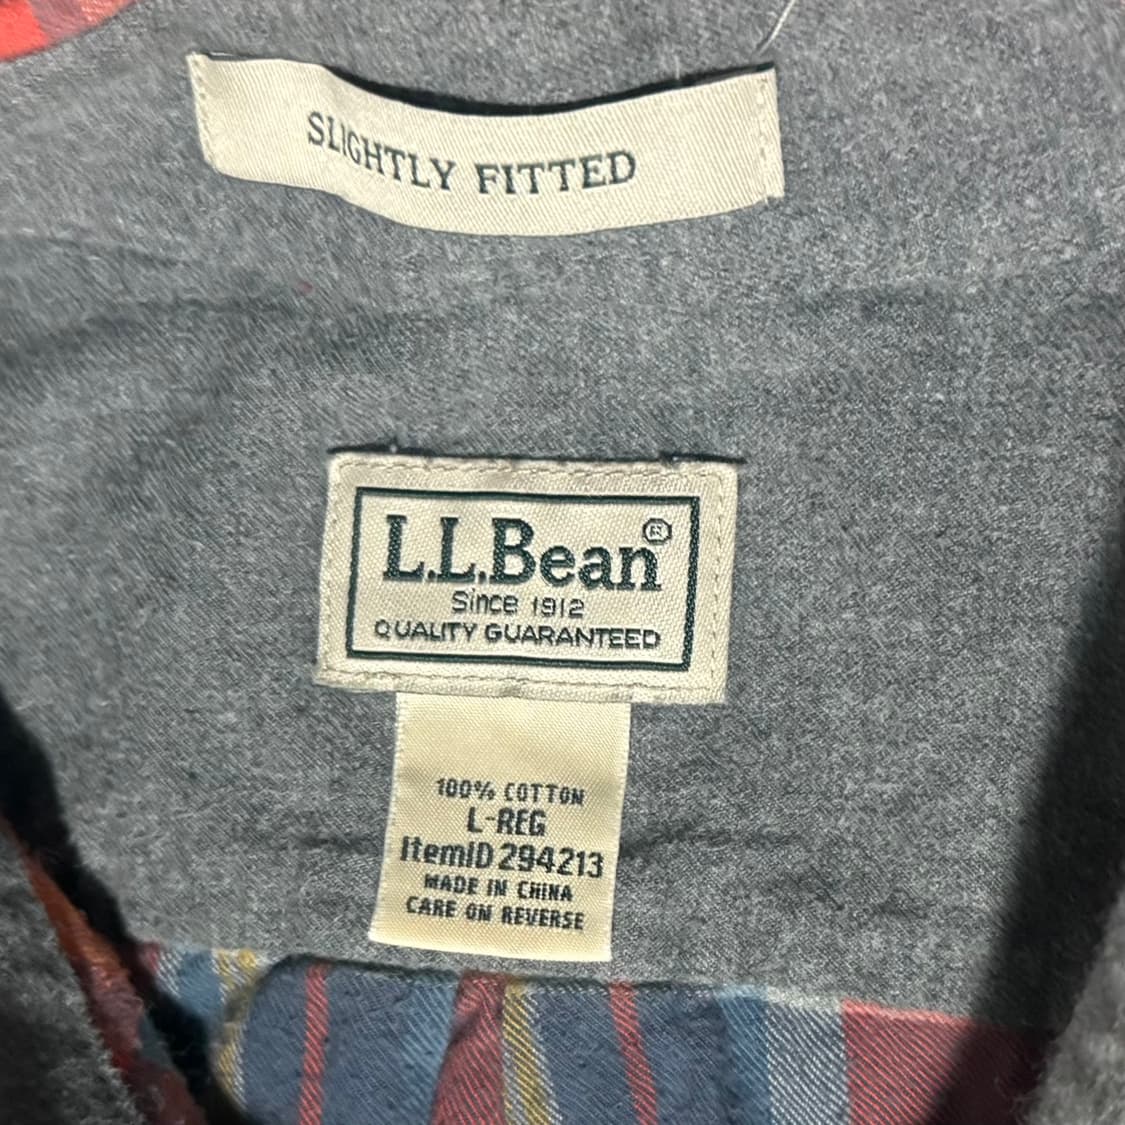 SLIGHTLY FITTED
L.L.Bean®
Since 1912
QUALITY GUARANTEED
100% COTTON
L-REG
ItemID 294213
MADE IN CHINA
CARE ON REVERSE